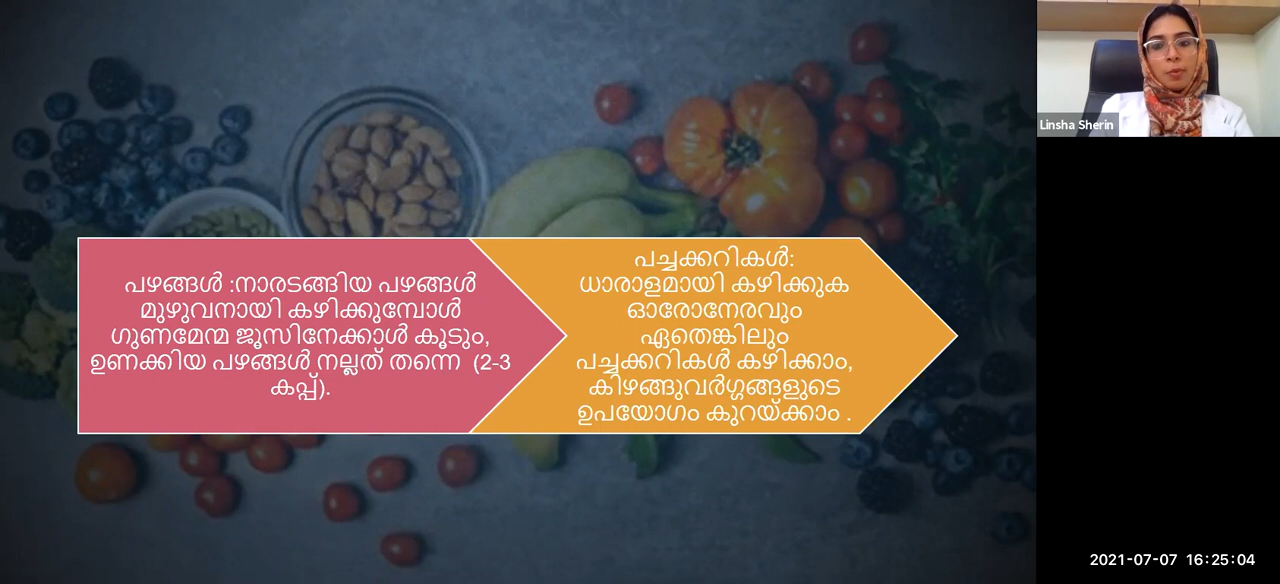 പഴങ്ങൾ :നാരടങ്ങിയ പഴങ്ങൾ
മുഴുവനായി കഴിക്കുമ്പോൾ
ഗുണമേന്മ ജൂസിനേക്കാൾ കൂടും,
ഉണക്കിയ പഴങ്ങൾ നല്ലത് തന്നെ (2-3
കപ്പ്).
പച്ചക്കറികൾ:
ധാരാളമായി കഴിക്കുക
ഓരോനേരവും
ഏതെങ്കിലും
പച്ചക്കറികൾ കഴിക്കാം,
കിഴങ്ങുവർഗ്ഗങ്ങളുടെ
ഉപയോഗം കുറയ്ക്കാം .
Linsha Sherin
2021-07-07 16:25:04